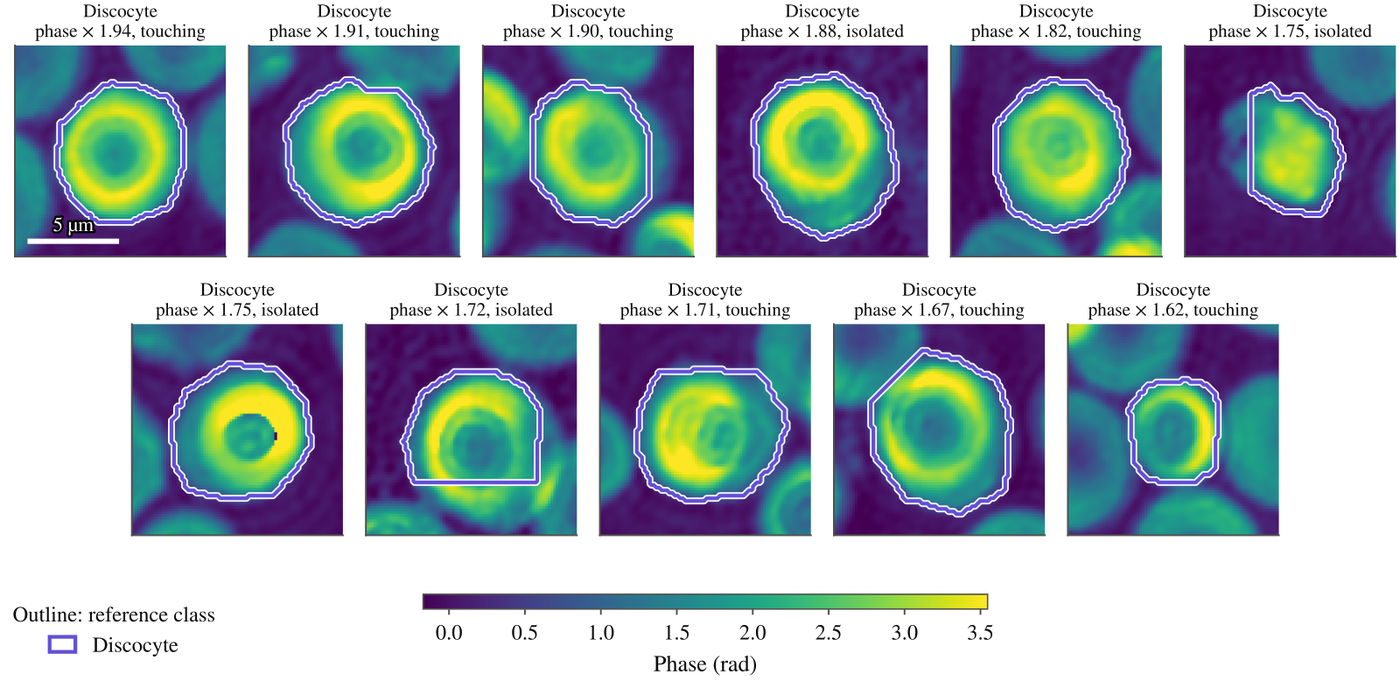 Discocyte
phase × 1.94, touching
Discocyte
phase × 1.91, touching
Discocyte
phase × 1.90, touching
Discocyte
phase × 1.88, isolated
Discocyte
phase × 1.82, touching
Discocyte
phase × 1.75, isolated
5 μm
Discocyte
phase × 1.75, isolated
Discocyte
phase × 1.72, isolated
Discocyte
phase × 1.71, touching
Discocyte
phase × 1.67, touching
Discocyte
phase × 1.62, touching
Outline: reference class
Discocyte
0.0 0.5 1.0 1.5 2.0 2.5 3.0 3.5
Phase (rad)